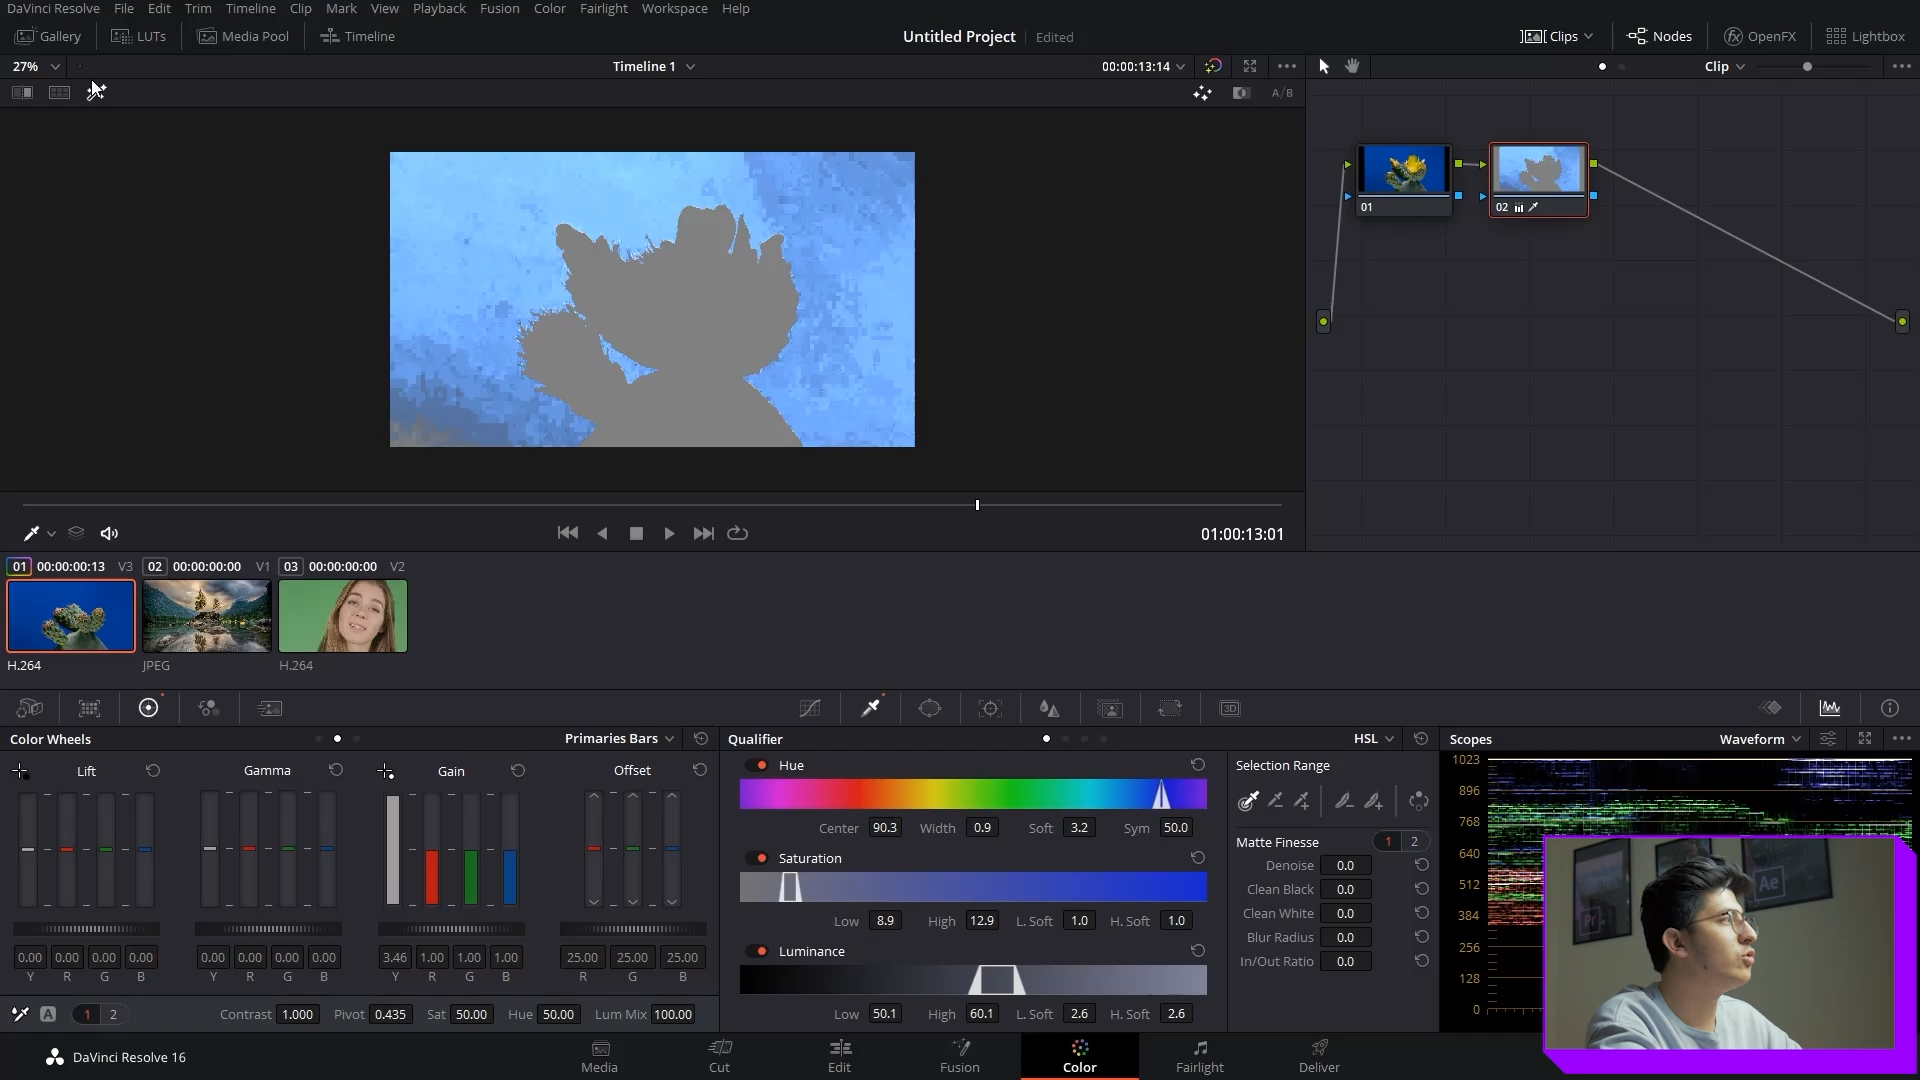 DaVinci Resolve File Edit Trim Timeline Clip Mark View Playback Fusion Color Fairlight Workspace Help
Gallery LUTs Media Pool Timeline Untitled Project Edited Clips Nodes fx OpenFX Lightbox
27% Timeline 1 00:00:13:14 Clip
A/B
01
02
01:00:13:01
01 00:00:00:13 V3 02 00:00:00:00 V1 03 00:00:00:00 V2
H.264 JPEG H.264
3D
Color Wheels Primaries Bars Qualifier HSL Scopes Waveform
Lift Gamma Gain Offset
Hue
Center 90.3 Width 0.9 Soft 3.2 Sym 50.0
Saturation
Low 8.9 High 12.9 L. Soft 1.0 H. Soft 1.0
Luminance
Low 50.1 High 60.1 L. Soft 2.6 H. Soft 2.6
Selection Range
Matte Finesse 1 2
Denoise 0.0
Clean Black 0.0
Clean White 0.0
Blur Radius 0.0
In/Out Ratio 0.0
1023
896
768
640
512
384
256
128
0
0.00 0.00 0.00 0.00 0.00 0.00 0.00 0.00 3.46 1.00 1.00 1.00 25.00 25.00 25.00
Y R G B Y R G B Y R G B R G B
A 1 2 Contrast 1.000 Pivot 0.435 Sat 50.00 Hue 50.00 Lum Mix 100.00
Pr
Ae
DaVinci Resolve 16 Media Cut Edit Fusion Color Fairlight Deliver